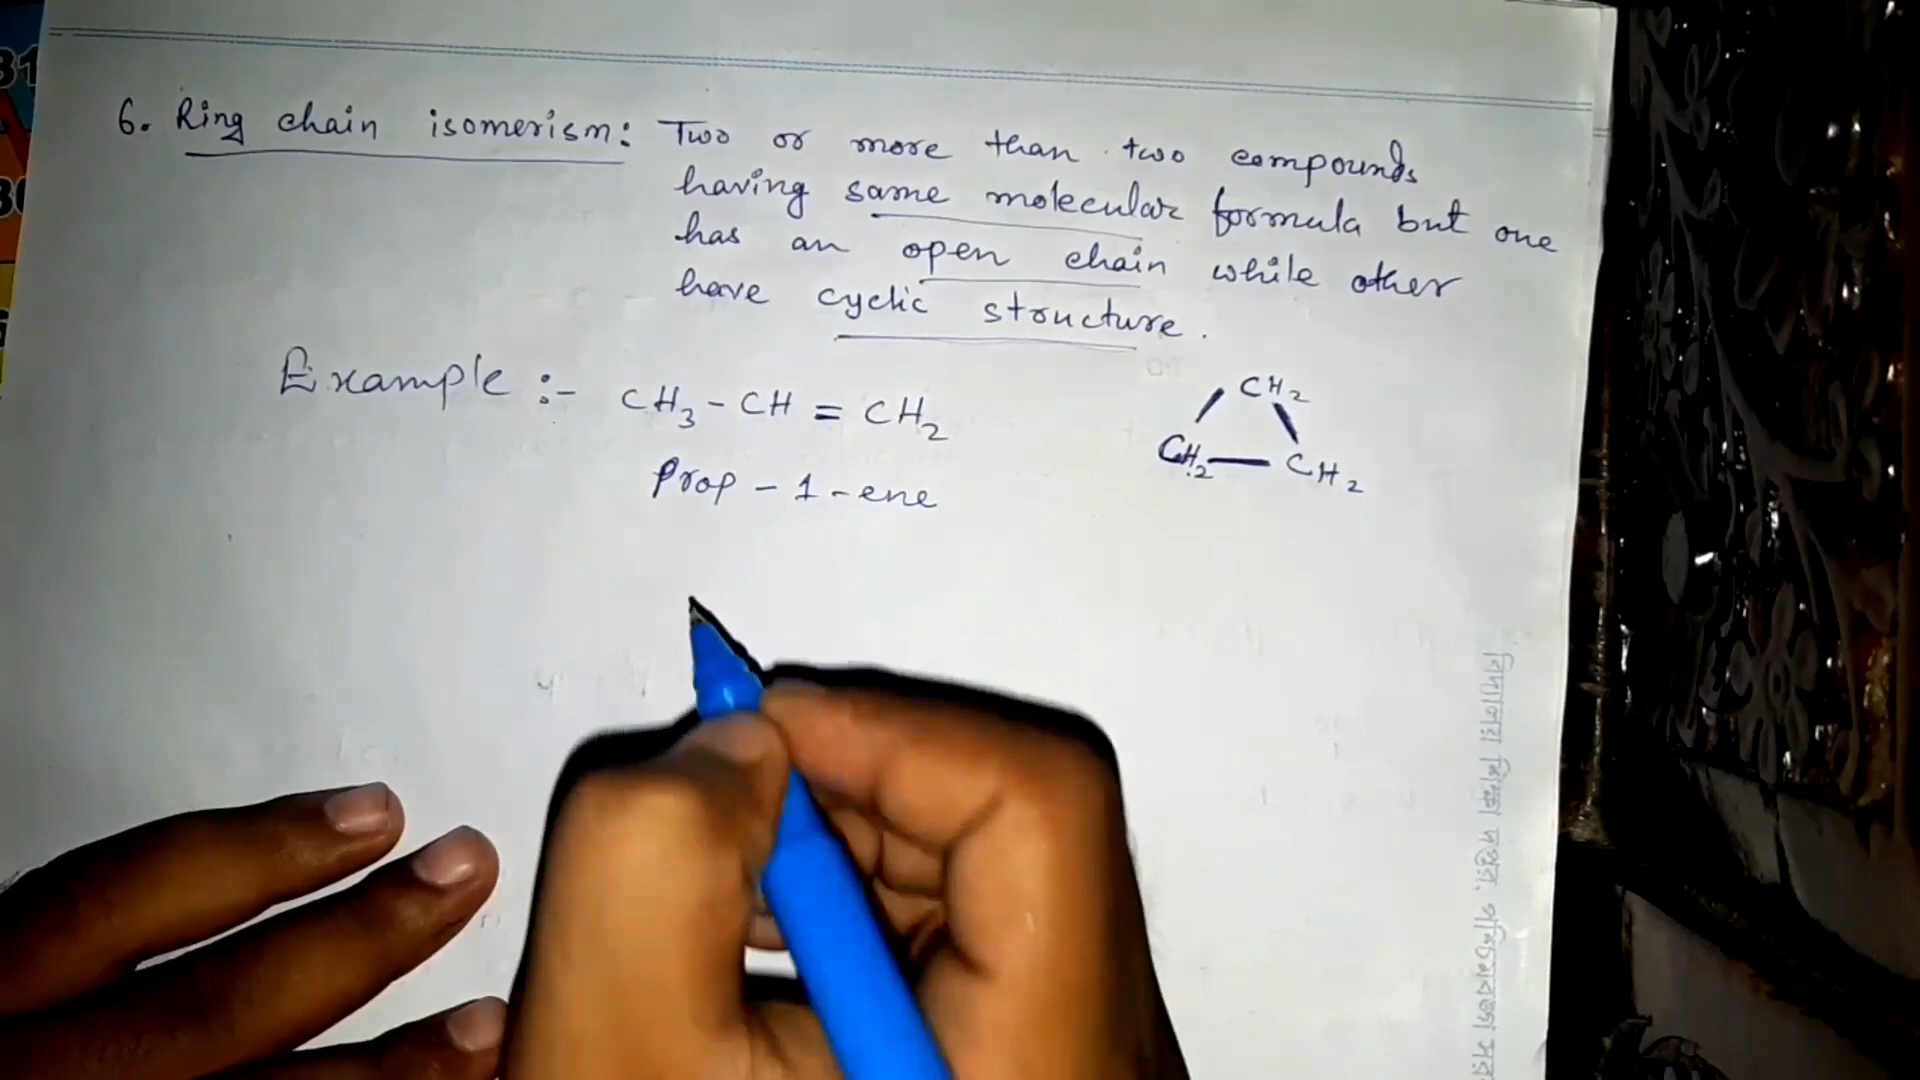 6. Ring chain isomerism: Two or more than two compounds
having same molecular formula but one
has an open chain while other
have cyclic structure.
Example :- CH3 - CH = CH2
CH2
CH2 — CH2
Prop - 1 - ene